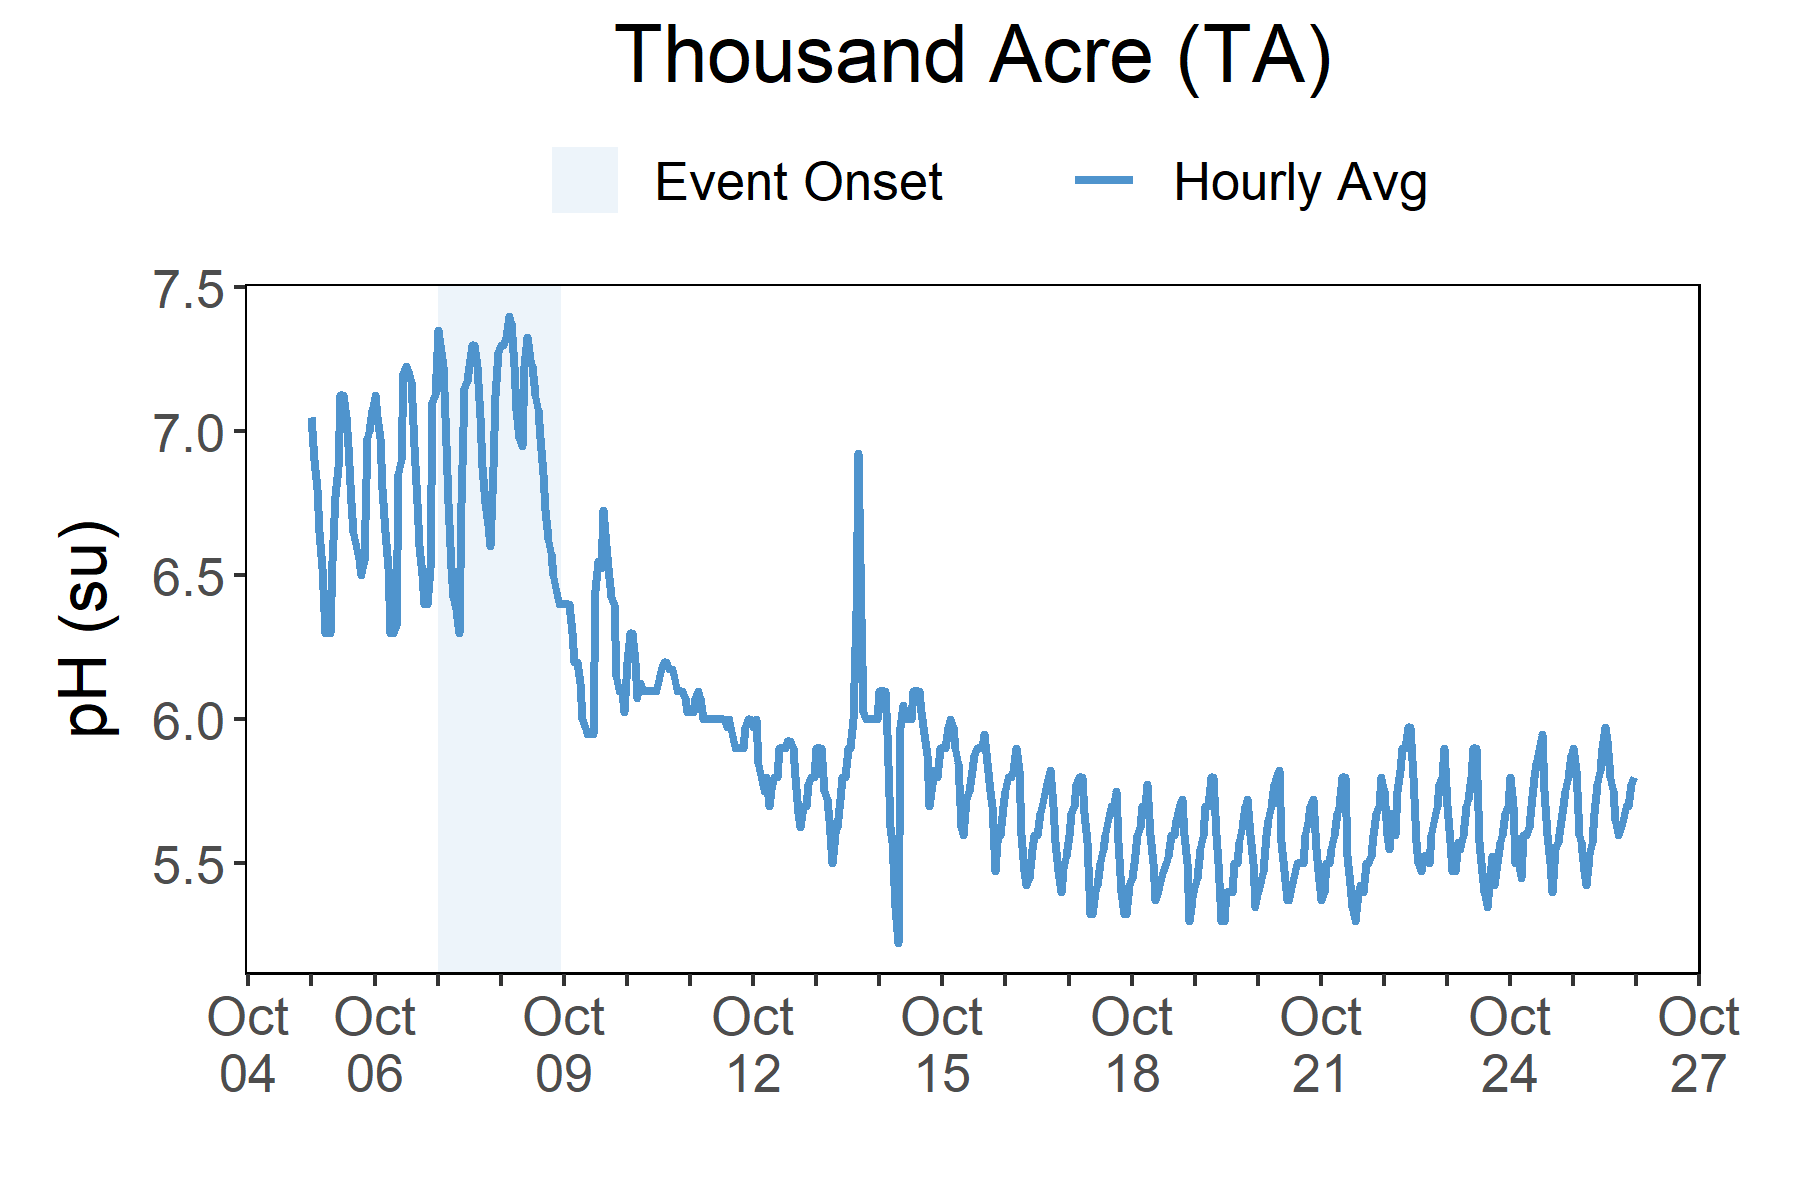 Thousand Acre (TA)
Event Onset Hourly Avg
pH (su)
7.5
7.0
6.5
6.0
5.5
Oct Oct Oct Oct Oct Oct Oct Oct Oct
04 06 09 12 15 18 21 24 27